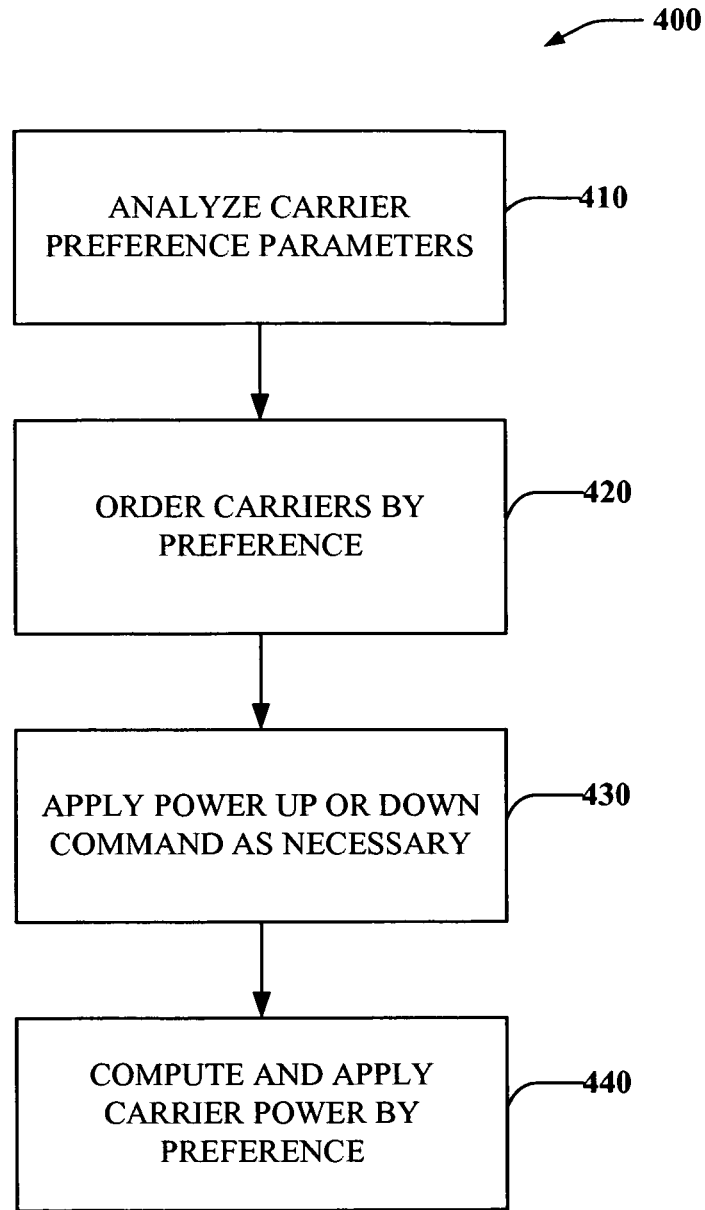 400
ANALYZE CARRIER
PREFERENCE PARAMETERS
410
ORDER CARRIERS BY
PREFERENCE
420
APPLY POWER UP OR DOWN
COMMAND AS NECESSARY
430
COMPUTE AND APPLY
CARRIER POWER BY
PREFERENCE
440